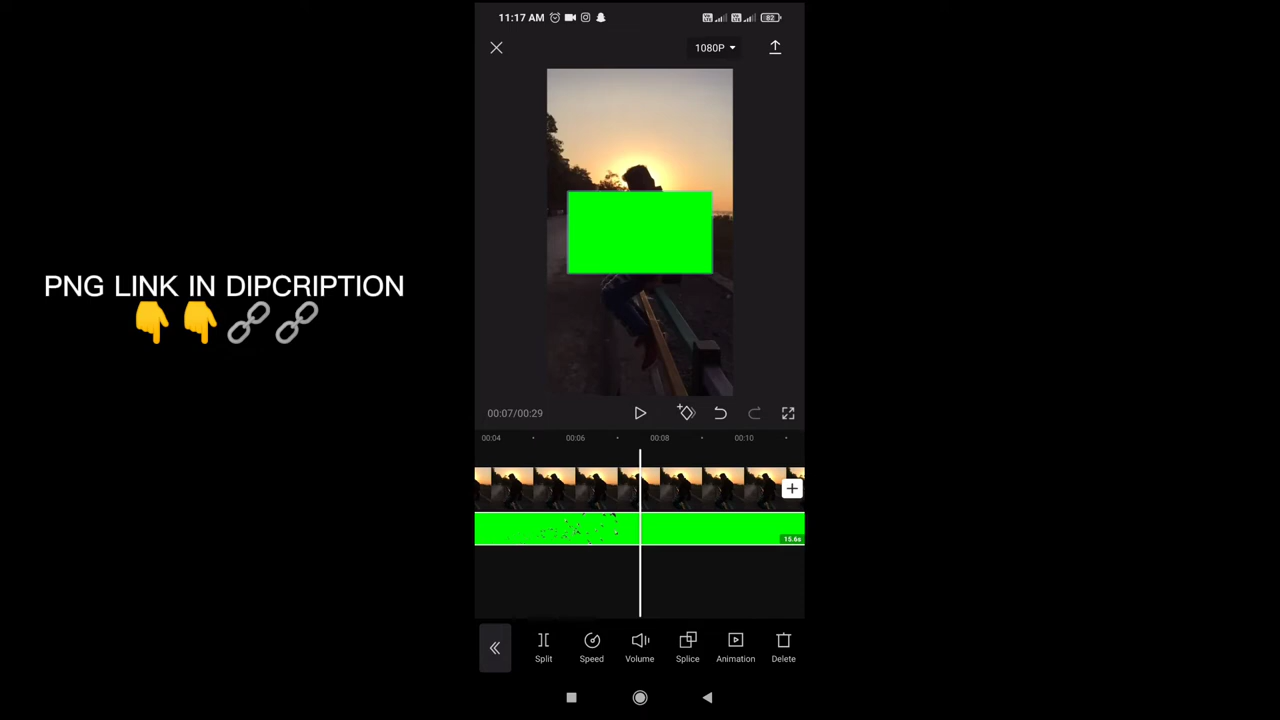 11:17 AM
82
1080P
PNG LINK IN DIPCRIPTION
👇👇🔗🔗
00:07/00:29
00:04 00:06 00:08 00:10
15.6s
Split Speed Volume Splice Animation Delete